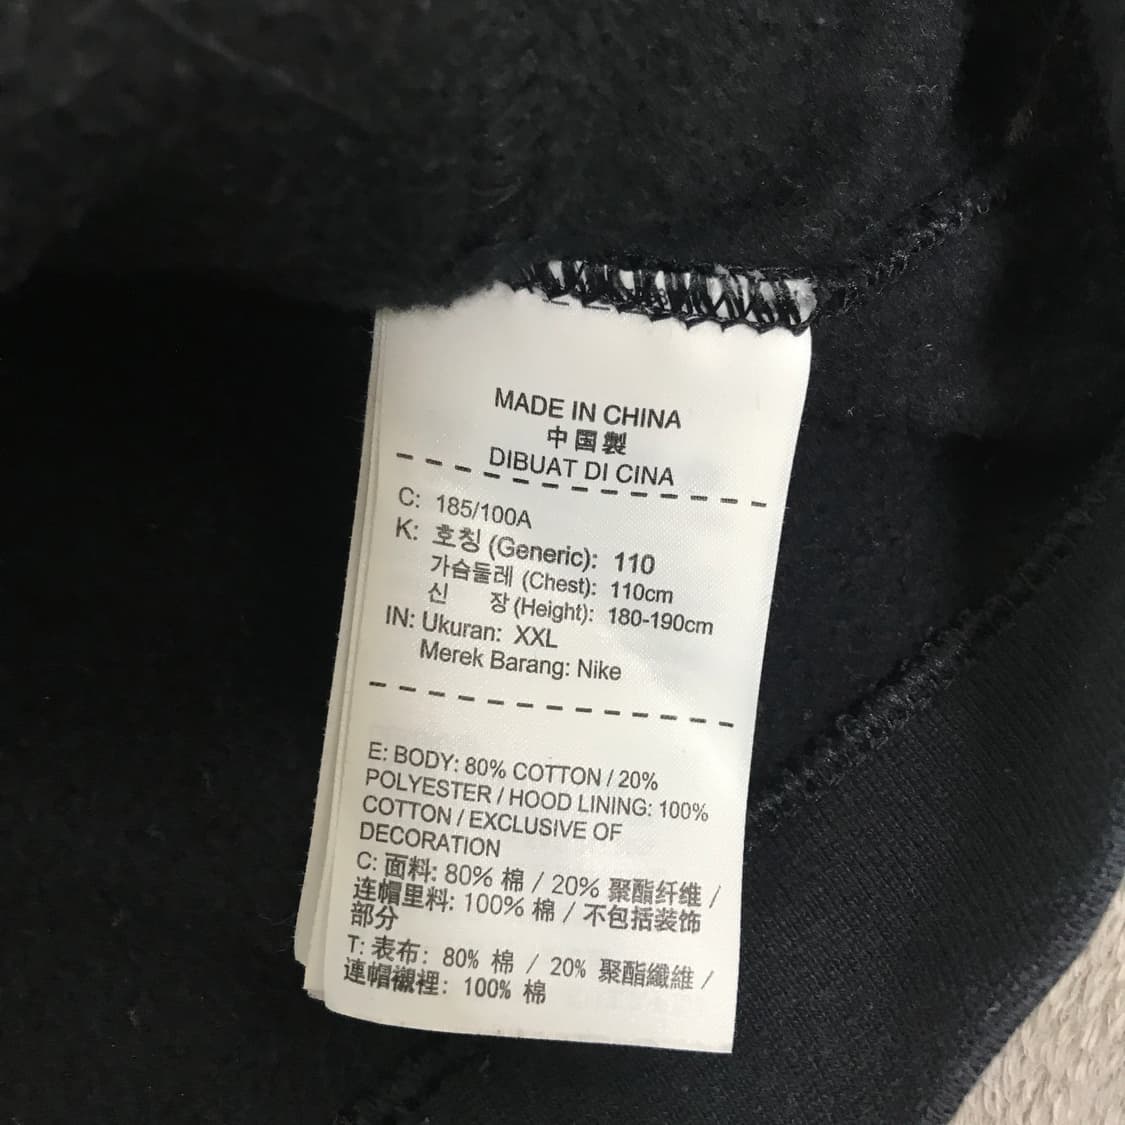 MADE IN CHINA
中国製
DIBUAT DI CINA
C: 185/100A
K: 호칭 (Generic): 110
가슴둘레 (Chest): 110cm
신 장 (Height): 180-190cm
IN: Ukuran: XXL
Merek Barang: Nike
E: BODY: 80% COTTON / 20%
POLYESTER / HOOD LINING: 100%
COTTON / EXCLUSIVE OF
DECORATION
C: 面料: 80% 棉 / 20% 聚酯纤维 /
连帽里料: 100% 棉 / 不包括装饰
部分
T: 表布: 80% 棉 / 20% 聚酯纖維 /
連帽襯裡: 100% 棉